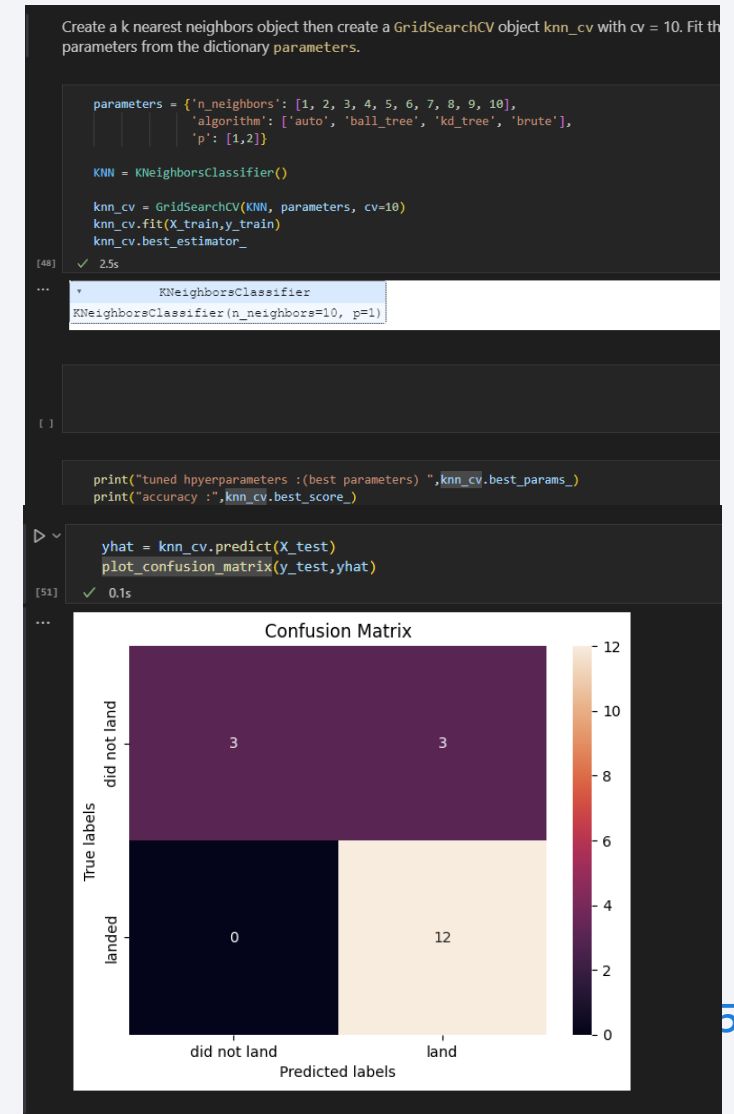 Create a k nearest neighbors object then create a GridSearchCV object knn_cv with cv = 10. Fit th
parameters from the dictionary parameters.
parameters = {'n_neighbors': [1, 2, 3, 4, 5, 6, 7, 8, 9, 10],
'algorithm': ['auto', 'ball_tree', 'kd_tree', 'brute'],
'p': [1,2]}
KNN = KNeighborsClassifier()
knn_cv = GridSearchCV(KNN, parameters, cv=10)
knn_cv.fit(X_train,y_train)
knn_cv.best_estimator_
[48] ✓ 2.5s
... ▾ KNeighborsClassifier
KNeighborsClassifier(n_neighbors=10, p=1)
[ ]
print("tuned hpyerparameters :(best parameters) ",knn_cv.best_params_)
print("accuracy :",knn_cv.best_score_)
yhat = knn_cv.predict(X_test)
plot_confusion_matrix(y_test,yhat)
[51] ✓ 0.1s
...
Confusion Matrix
True labels
did not land
3 3
landed
0 12
did not land land
Predicted labels
12
10
8
6
4
2
0